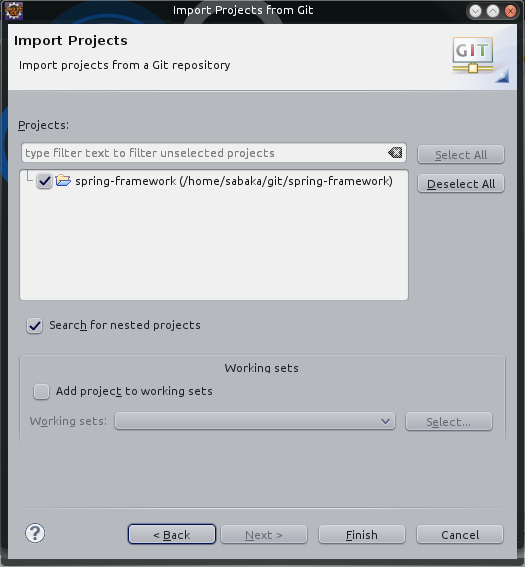 Import Projects from Git
Import Projects
Import projects from a Git repository
GIT
Projects:
type filter text to filter unselected projects
Select All
spring-framework (/home/sabaka/git/spring-framework)
Deselect All
Search for nested projects
Working sets
Add project to working sets
Working sets:
Select...
?
< Back
Next >
Finish
Cancel